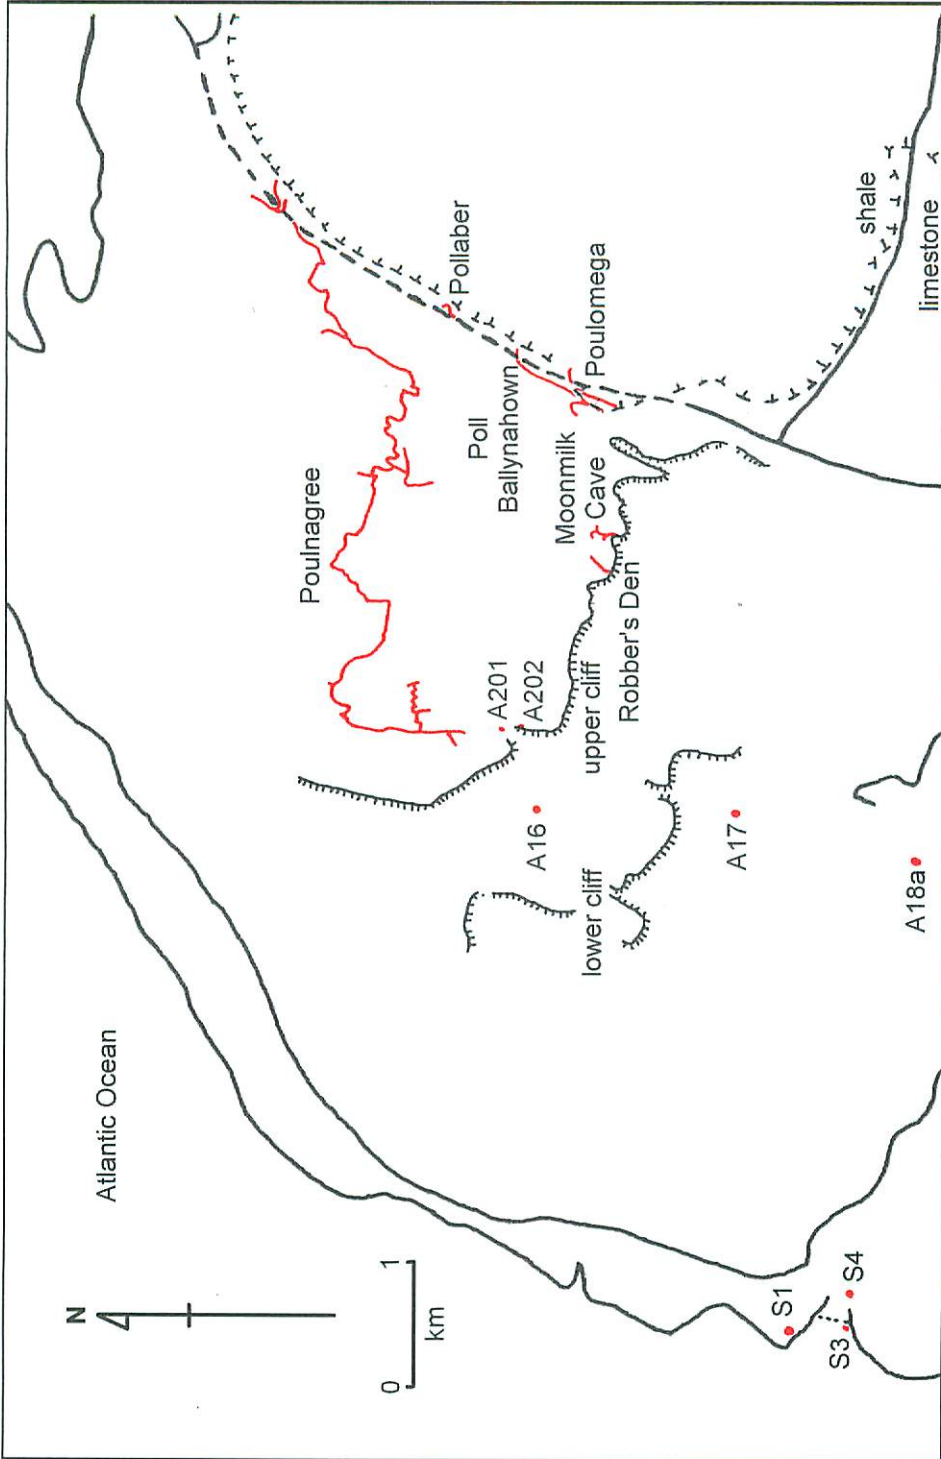 N
Atlantic Ocean
0 1
km
Poulnagree
Pollaber
Poll
Ballynahown
A201
A202
A16
Moonmilk
Cave
Poulomega
lower cliff
upper cliff
Robber's Den
A17
S1
S3
S4
shale
A18a
limestone